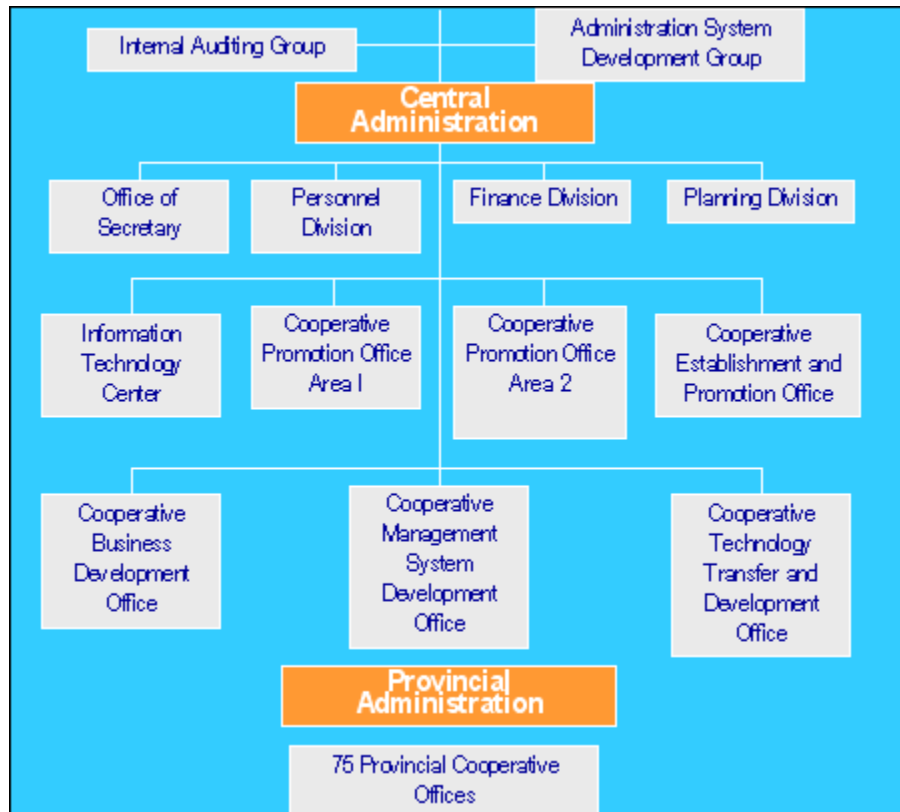 Internal Auditing Group
Administration System
Development Group
Central
Administration
Office of
Secretary
Personnel
Division
Finance Division
Planning Division
Information
Technology
Center
Cooperative
Promotion Office
Area I
Cooperative
Promotion Office
Area 2
Cooperative
Establishment and
Promotion Office
Cooperative
Business
Development
Office
Cooperative
Management
System
Development
Office
Cooperative
Technology
Transfer and
Development
Office
Provincial
Administration
75 Provincial Cooperative
Offices